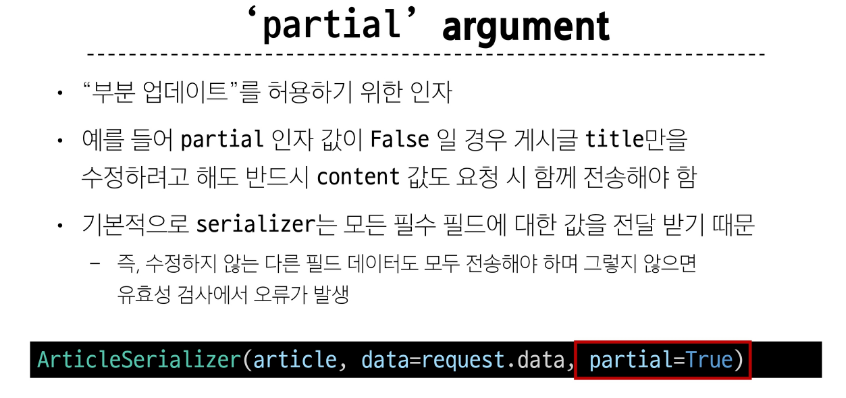 ‘partial’ argument
• “부분 업데이트”를 허용하기 위한 인자
• 예를 들어 partial 인자 값이 False 일 경우 게시글 title만을
수정하려고 해도 반드시 content 값도 요청 시 함께 전송해야 함
• 기본적으로 serializer는 모든 필수 필드에 대한 값을 전달 받기 때문
– 즉, 수정하지 않는 다른 필드 데이터도 모두 전송해야 하며 그렇지 않으면
유효성 검사에서 오류가 발생
ArticleSerializer(article, data=request.data, partial=True)